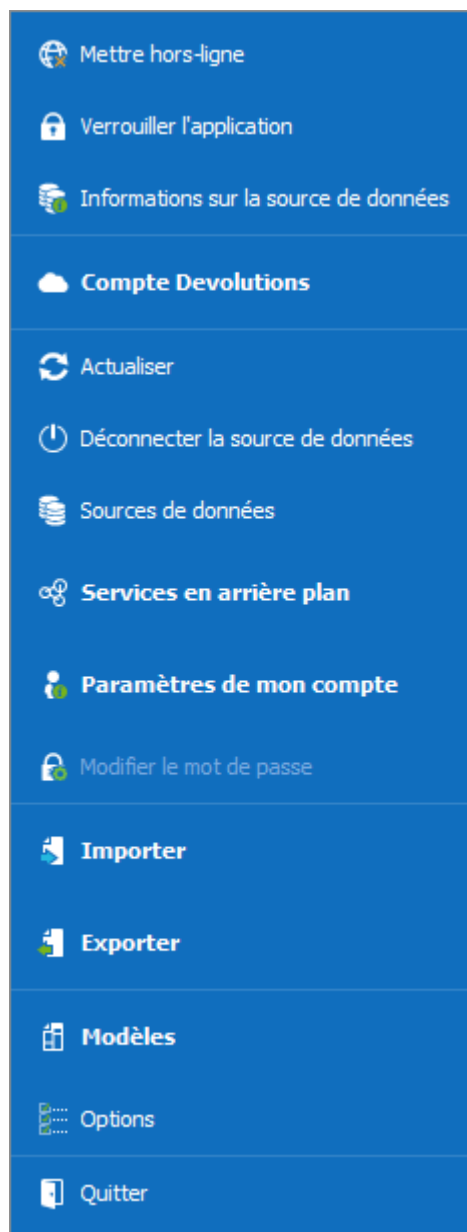 Mettre hors-ligne
Verrouiller l'application
Informations sur la source de données
Compte Devolutions
Actualiser
Déconnecter la source de données
Sources de données
Services en arrière plan
Paramètres de mon compte
Modifier le mot de passe
Importer
Exporter
Modèles
Options
Quitter